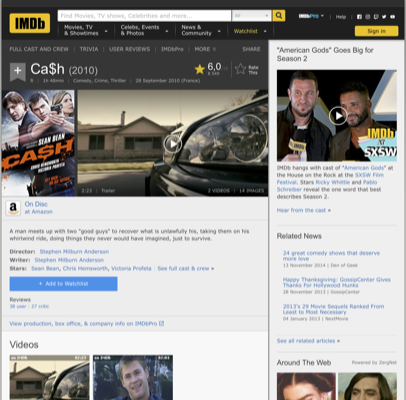 IMDb
Find Movies, TV shows, Celebrities and more...
All
IMDbPro
Help
Movies, TV
& Showtimes
Celebs, Events
& Photos
News &
Community
Watchlist
Sign in
FULL CAST AND CREW | TRIVIA | USER REVIEWS | IMDbPro | MORE
SHARE
Ca$h (2010)
R | 1h 48min | Comedy, Crime, Thriller | 28 September 2010 (France)
6,0
Rate
This
SEAN BEAN
CA$H
2:23 | Trailer
2 VIDEOS | 14 IMAGES
a
On Disc
at Amazon
A man meets up with two "good guys" to recover what is unlawfully his, taking them on his
whirlwind ride, doing things they never would have imagined, just to survive.
Director: Stephen Milburn Anderson
Writer: Stephen Milburn Anderson
Stars: Sean Bean, Chris Hemsworth, Victoria Profeta | See full cast & crew »
+ Add to Watchlist
Reviews
38 user | 27 critic
View production, box office, & company info on IMDbPro
Videos
"American Gods" Goes Big for
Season 2
IMDb
at
SXSW
IMDb hangs with cast of "American Gods" at
the House on the Rock at the SXSW Film
Festival. Stars Ricky Whittle and Pablo
Schreiber reveal the one word that best
describes Season 2.
Hear from the cast »
Related News
24 great comedy shows that deserve
more love
13 November 2014 | Den of Geek
Happy Thanksgiving: GossipCenter Gives
Thanks For Hollywood Hunks
28 November 2013 | GossipCenter
2013's 29 Movie Sequels Ranked From
Least to Most Necessary
04 January 2013 | NextMovie
See all related articles »
Around The Web | Powered by ZergNet